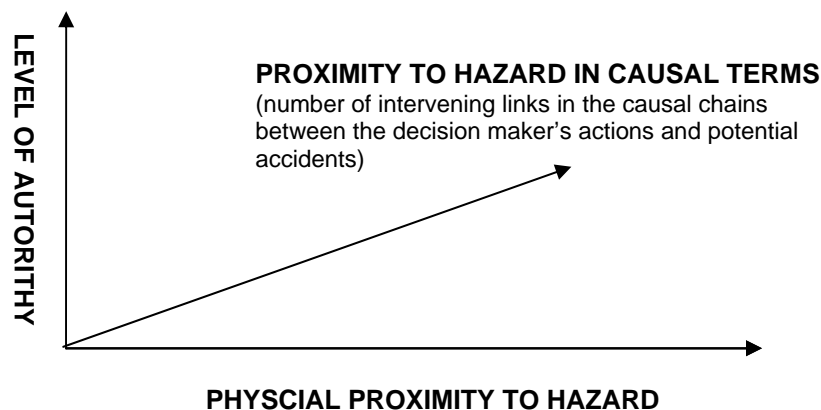 LEVEL OF AUTORITHY
PROXIMITY TO HAZARD IN CAUSAL TERMS
(number of intervening links in the causal chains
between the decision maker's actions and potential
accidents)
PHYSCIAL PROXIMITY TO HAZARD